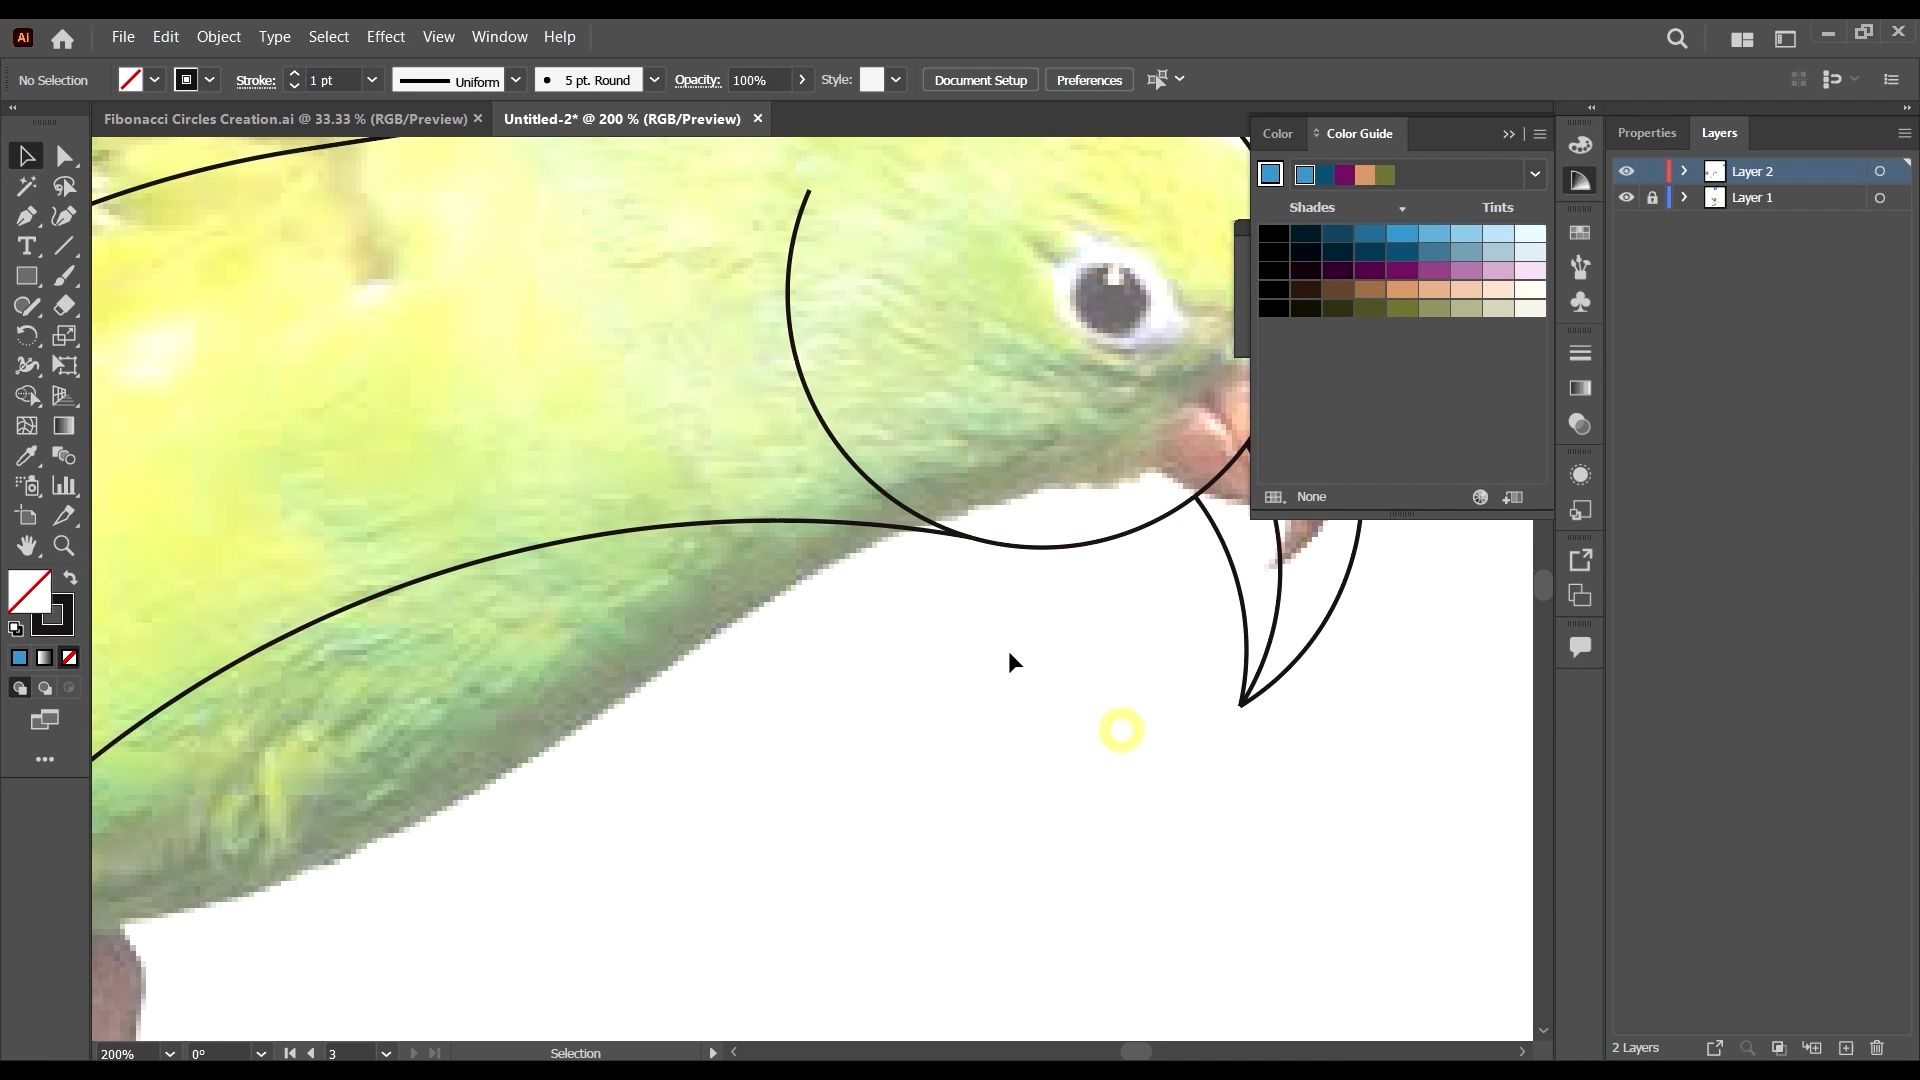 Ai File Edit Object Type Select Effect View Window Help
No Selection Stroke: 1 pt Uniform 5 pt. Round Opacity: 100% Style: Document Setup Preferences
Fibonacci Circles Creation.ai @ 33.33 % (RGB/Preview) Untitled-2* @ 200 % (RGB/Preview)
Color Color Guide
Properties Layers
Layer 2
Layer 1
Shades Tints
None
200% 0° 3 Selection
2 Layers